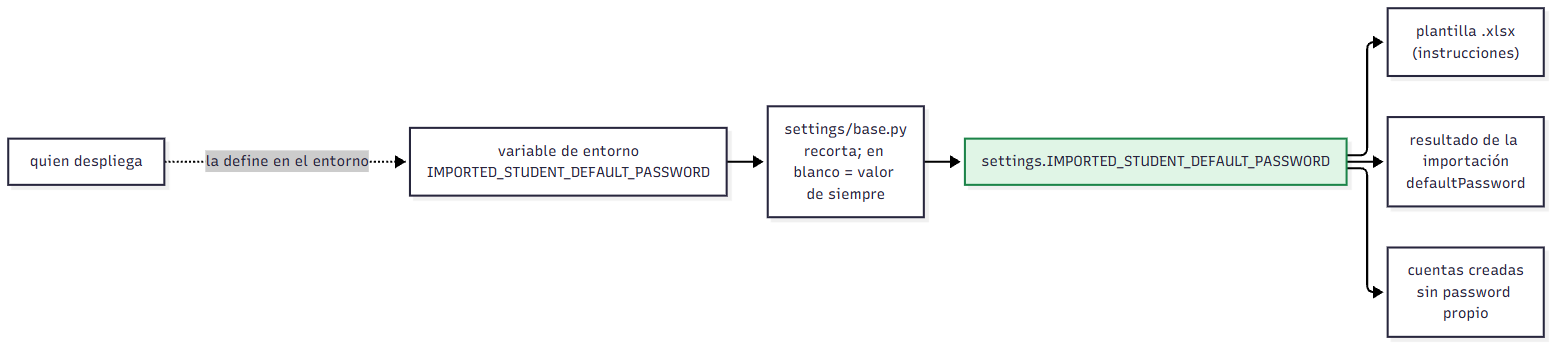 quien despliega
la define en el entorno
variable de entorno
IMPORTED_STUDENT_DEFAULT_PASSWORD
settings/base.py
recorta; en
blanco = valor
de siempre
settings.IMPORTED_STUDENT_DEFAULT_PASSWORD
plantilla .xlsx
(instrucciones)
resultado de la
importación
defaultPassword
cuentas creadas
sin password
propio